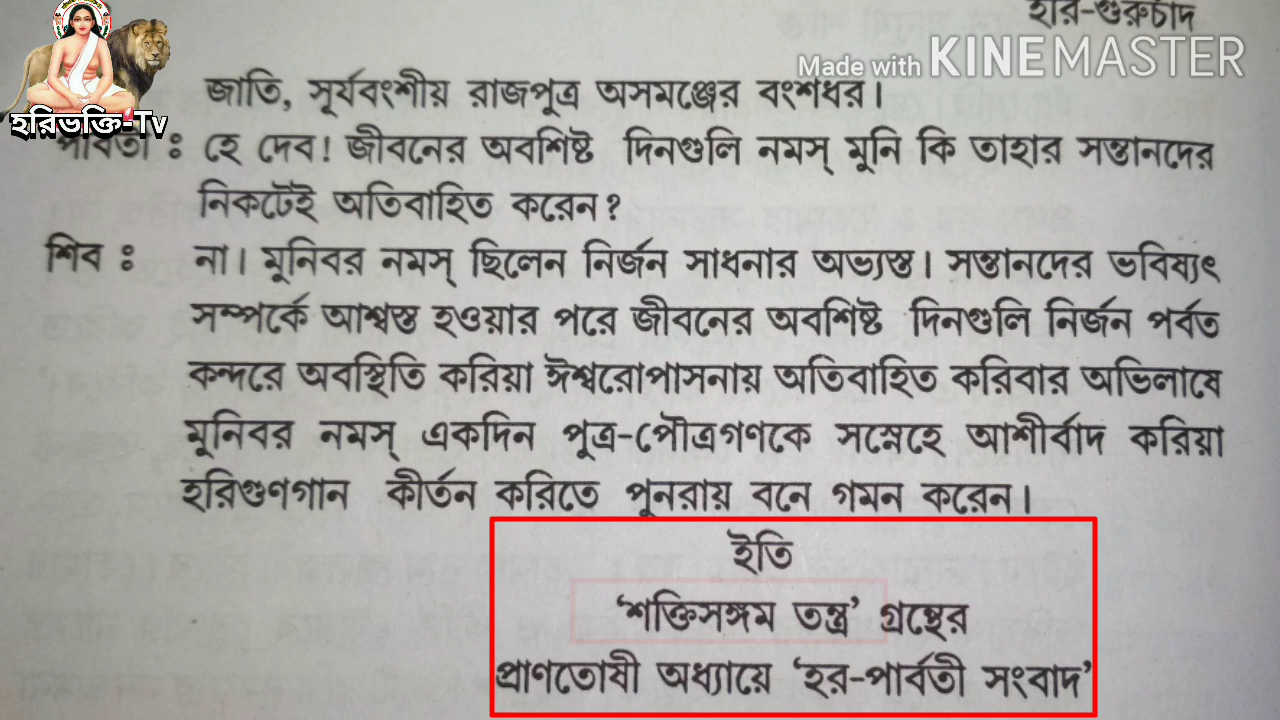 হরি-গুরুচাঁদ
Made with KINEMASTER
হরিভক্তি-Tv
জাতি, সূর্যবংশীয় রাজপুত্র অসমঞ্জের বংশধর।
পার্বতী : হে দেব! জীবনের অবশিষ্ট দিনগুলি নমস্ মুনি কি তাহার সন্তানদের
নিকটেই অতিবাহিত করেন?
শিব : না। মুনিবর নমস্ ছিলেন নির্জন সাধনার অভ্যস্ত। সন্তানদের ভবিষ্যৎ
সম্পর্কে আশ্বস্ত হওয়ার পরে জীবনের অবশিষ্ট দিনগুলি নির্জন পর্বত
কন্দরে অবস্থিতি করিয়া ঈশ্বরোপাসনায় অতিবাহিত করিবার অভিলাষে
মুনিবর নমস্ একদিন পুত্র-পৌত্রগণকে সস্নেহে আশীর্বাদ করিয়া
হরিগুণগান কীর্তন করিতে পুনরায় বনে গমন করেন।
ইতি
‘শক্তিসঙ্গম তন্ত্র’ গ্রন্থের
প্রাণতোষী অধ্যায়ে ‘হর-পার্বতী সংবাদ’